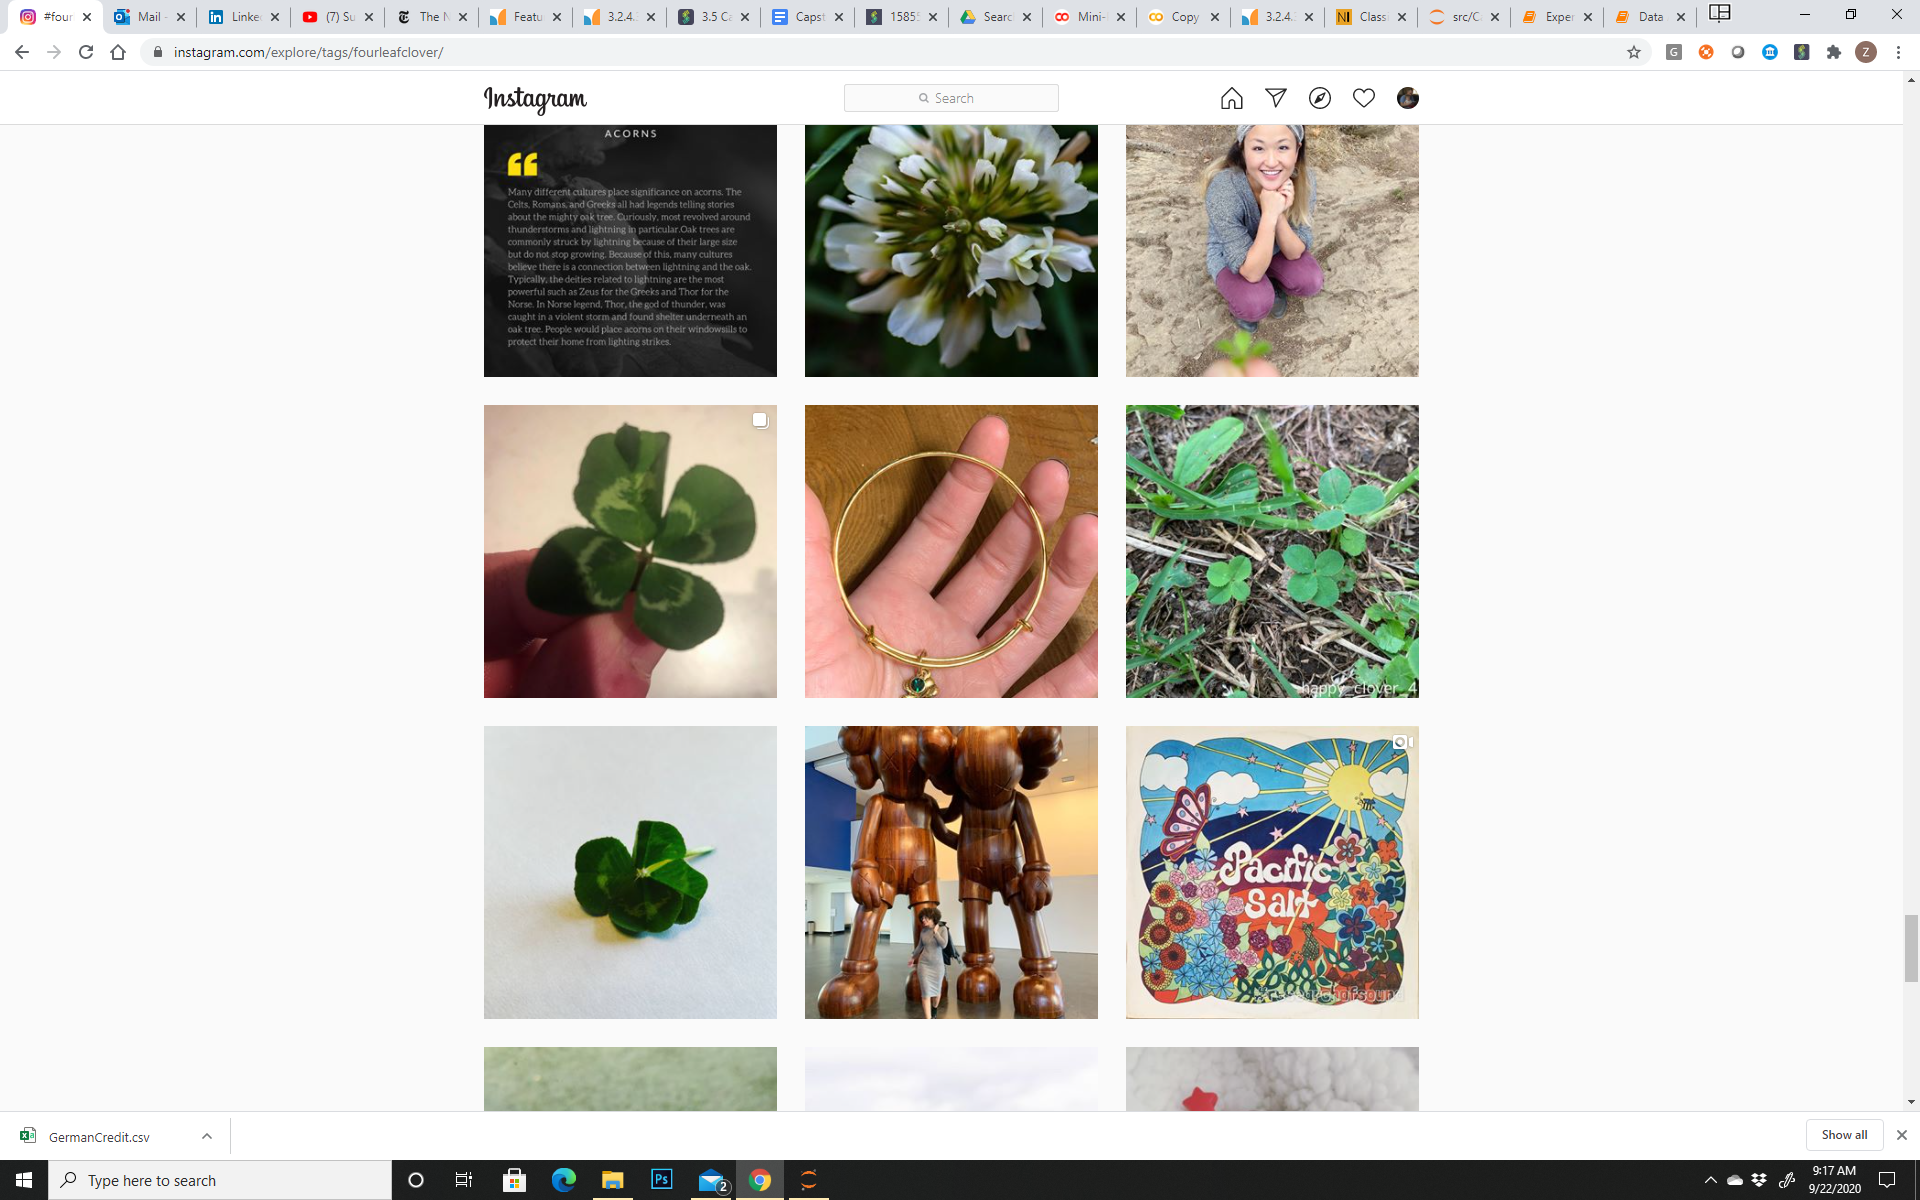 #four
Mail -
Linke
(7) Su
The N
Featu
3.2.4.
3.5 Ca
Capst
1585
Searc
Mini-
Copy
3.2.4.
Classi
src/C
Exper
Data
instagram.com/explore/tags/fourleafclover/
G
Z
Instagram
Search
ACORNS
Many different cultures place significance on acorns. The
Celts, Romans, and Greeks all had legends telling stories
about the mighty oak tree. Curiously, most revolved around
thunderstorms and lightning in particular.Oak trees are
commonly struck by lightning because of their large size
but do not stop growing. Because of this, many cultures
believe there is a connection between lightning and the oak.
Typically, the deities related to lightning are the most
powerful such as Zeus for the Greeks and Thor for the
Norse. In Norse legend, Thor, the god of thunder, was
caught in a violent storm and found shelter underneath an
oak tree. People would place acorns on their windowsills to
protect their home from lighting strikes.
happy_clover_4
Pacific
Salt
GermanCredit.csv
Show all
Type here to search
Ps
2
9:17 AM
9/22/2020